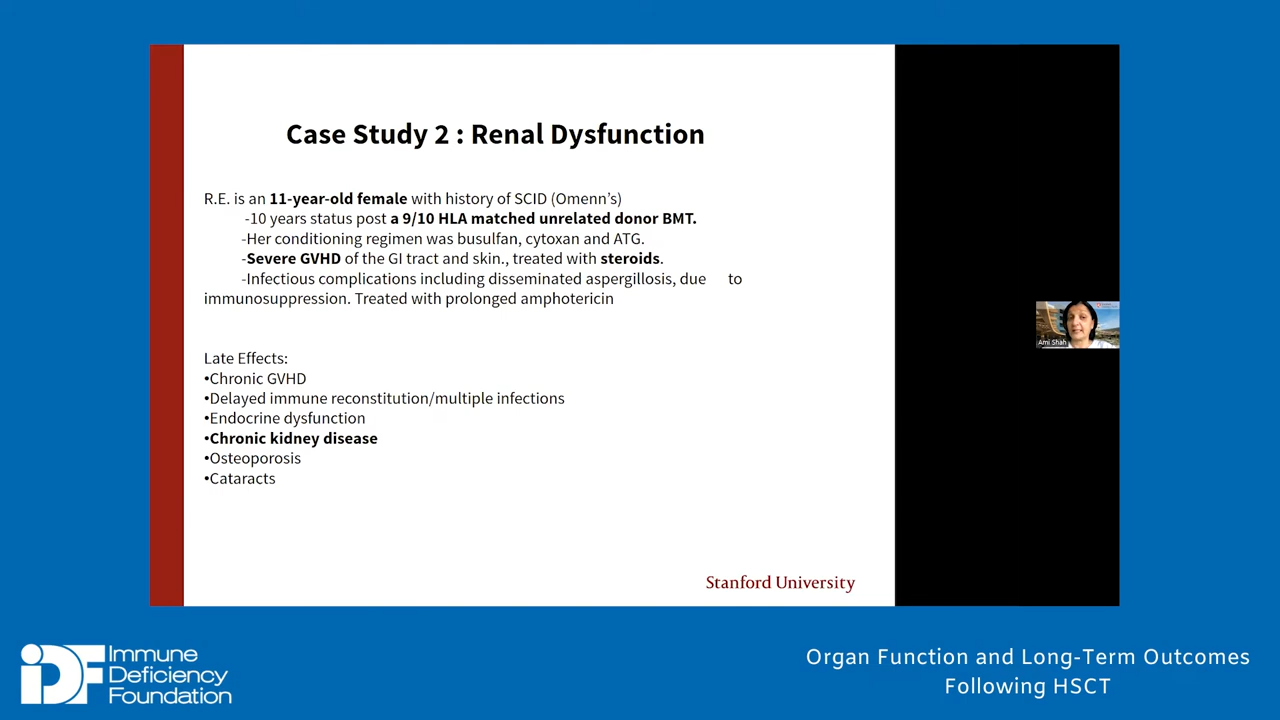 Case Study 2 : Renal Dysfunction
R.E. is an 11-year-old female with history of SCID (Omenn's)
-10 years status post a 9/10 HLA matched unrelated donor BMT.
-Her conditioning regimen was busulfan, cytoxan and ATG.
-Severe GVHD of the GI tract and skin., treated with steroids.
-Infectious complications including disseminated aspergillosis, due to
immunosuppression. Treated with prolonged amphotericin
Late Effects:
•Chronic GVHD
•Delayed immune reconstitution/multiple infections
•Endocrine dysfunction
•Chronic kidney disease
•Osteoporosis
•Cataracts
Stanford University
Ami Shah
IDF Immune
Deficiency
Foundation
Organ Function and Long-Term Outcomes
Following HSCT